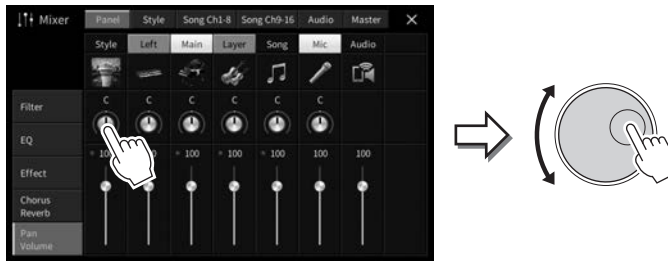 Mixer Panel Style Song Ch1-8 Song Ch9-16 Audio Master
Style Left Main Layer Song Mic Audio
C C C C C C
Filter
EQ
100 100 100 100 100 100 100
Effect
Chorus
Reverb
Pan
Volume